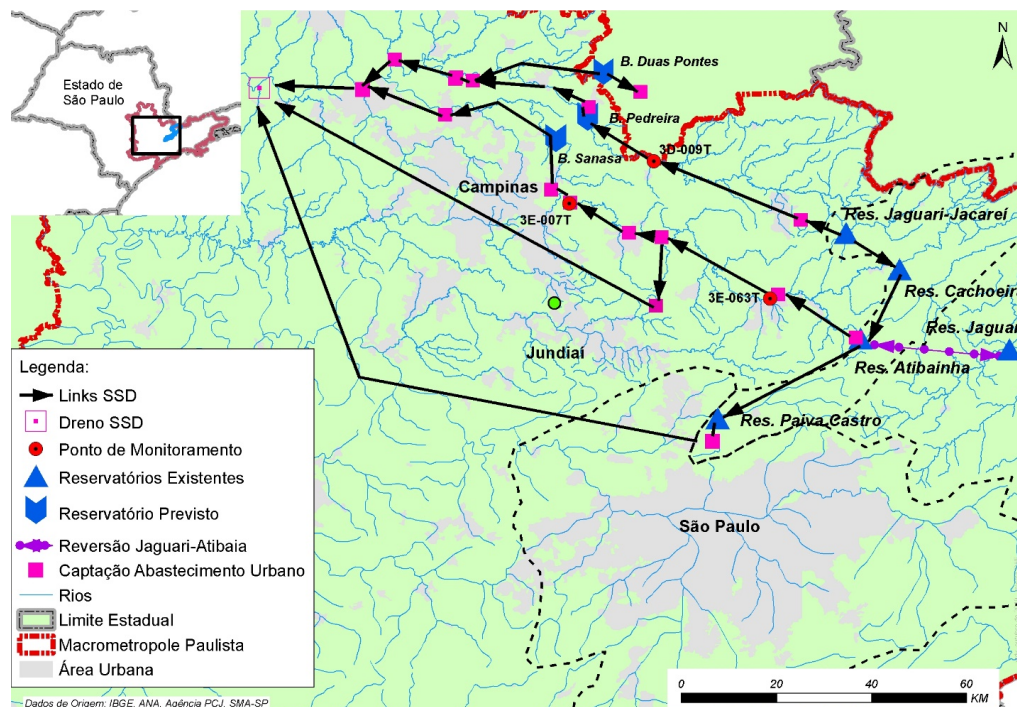 Estado de
São Paulo
N
B. Duas Pontes
B. Pedreira
B. Sanasa
3D-009T
Campinas
3E-007T
Res. Jaguari-Jacareí
Res. Cachoeira
3E-063T
Res. Jaguari
Jundiaí
Res. Atibainha
Res. Paiva Castro
São Paulo
Legenda:
Links SSD
Dreno SSD
Ponto de Monitoramento
Reservatórios Existentes
Reservatório Previsto
Reversão Jaguari-Atibaia
Captação Abastecimento Urbano
Rios
Limite Estadual
Macrometropole Paulista
Área Urbana
0 20 40 60
KM
Dados de Origem: IBGE, ANA, Agência PCJ, SMA-SP